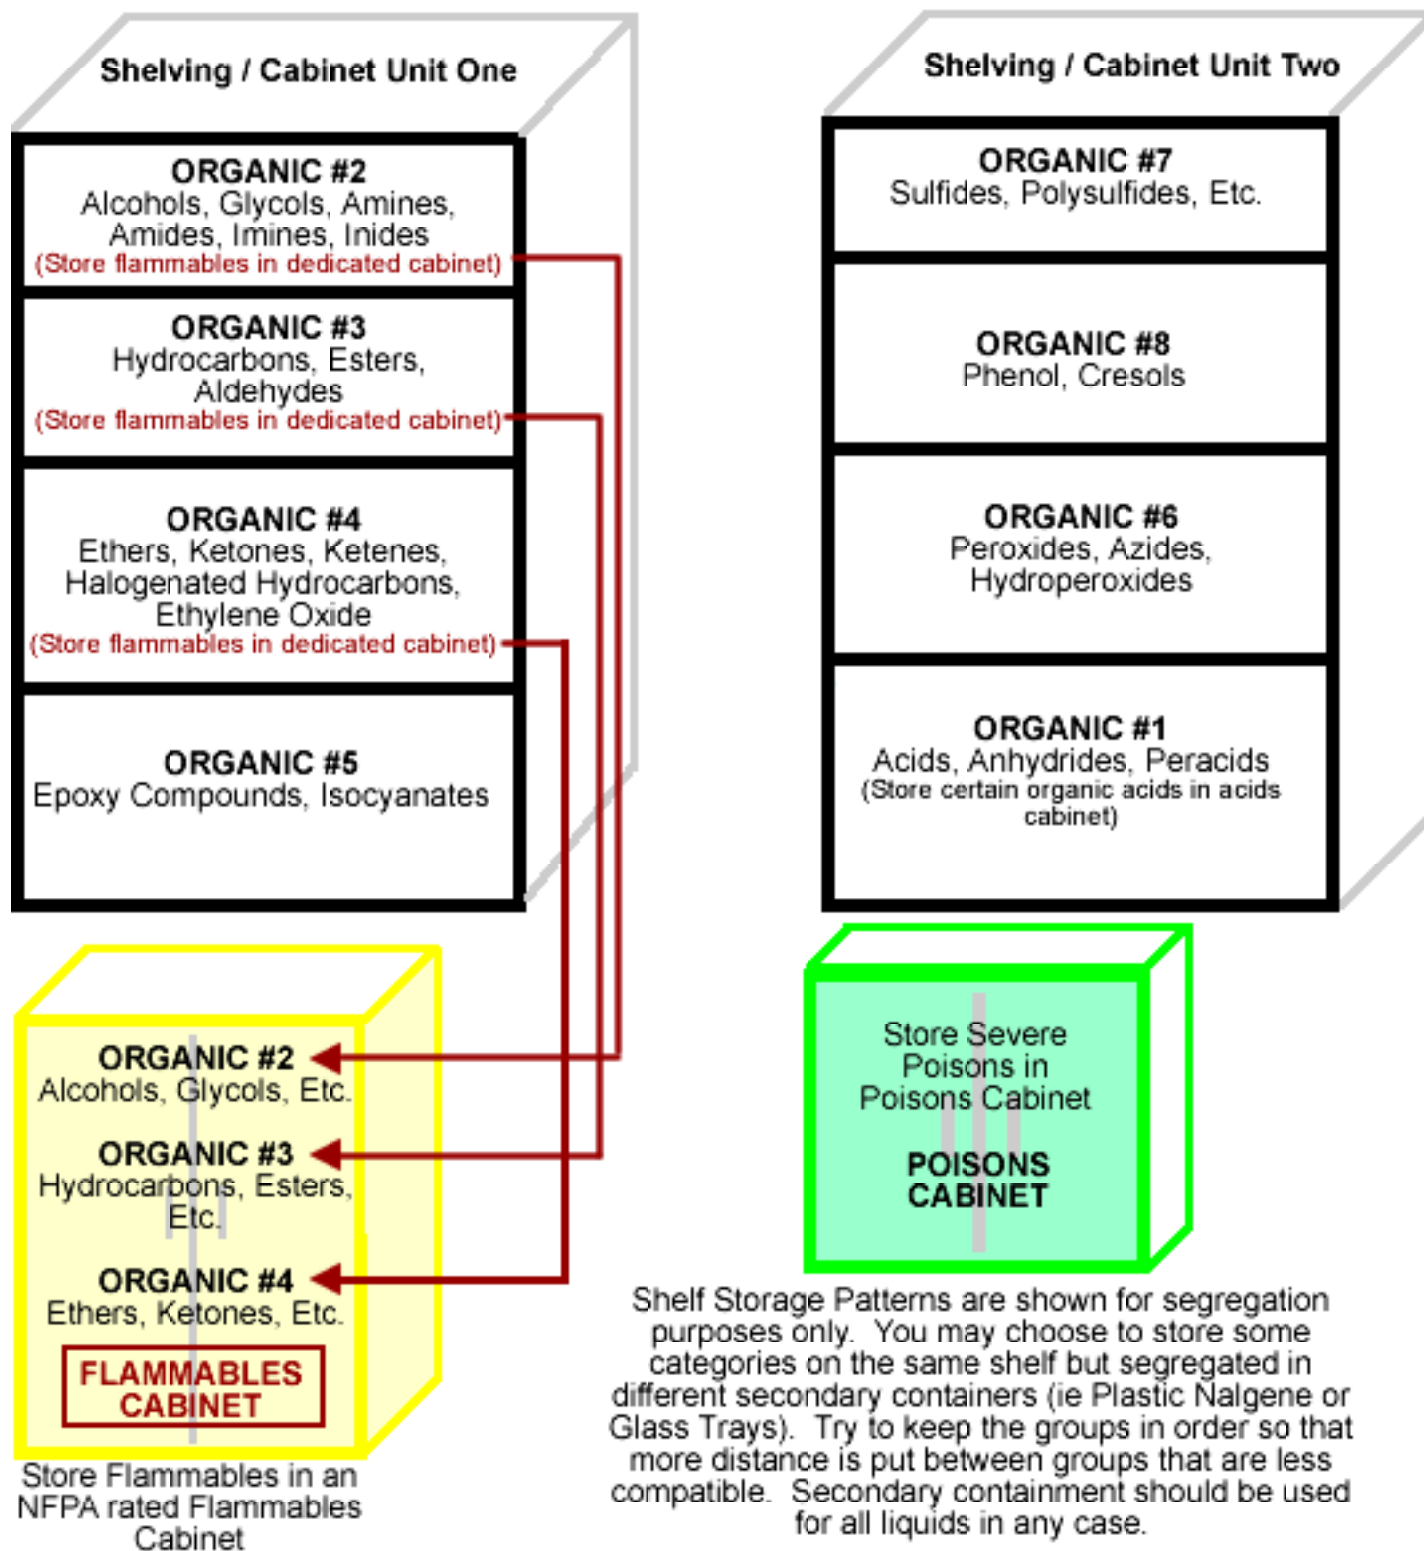 Shelving / Cabinet Unit One
ORGANIC #2
Alcohols, Glycols, Amines,
Amides, Imines, Inides
(Store flammables in dedicated cabinet)
ORGANIC #3
Hydrocarbons, Esters,
Aldehydes
(Store flammables in dedicated cabinet)
ORGANIC #4
Ethers, Ketones, Ketenes,
Halogenated Hydrocarbons,
Ethylene Oxide
(Store flammables in dedicated cabinet)
ORGANIC #5
Epoxy Compounds, Isocyanates
Shelving / Cabinet Unit Two
ORGANIC #7
Sulfides, Polysulfides, Etc.
ORGANIC #8
Phenol, Cresols
ORGANIC #6
Peroxides, Azides,
Hydroperoxides
ORGANIC #1
Acids, Anhydrides, Peracids
(Store certain organic acids in acids
cabinet)
ORGANIC #2
Alcohols, Glycols, Etc.
ORGANIC #3
Hydrocarbons, Esters,
Etc.
ORGANIC #4
Ethers, Ketones, Etc.
FLAMMABLES
CABINET
Store Flammables in an
NFPA rated Flammables
Cabinet
Store Severe
Poisons in
Poisons Cabinet
POISONS
CABINET
Shelf Storage Patterns are shown for segregation
purposes only.  You may choose to store some
categories on the same shelf but segregated in
different secondary containers (ie Plastic Nalgene or
Glass Trays).  Try to keep the groups in order so that
more distance is put between groups that are less
compatible.  Secondary containment should be used
for all liquids in any case.